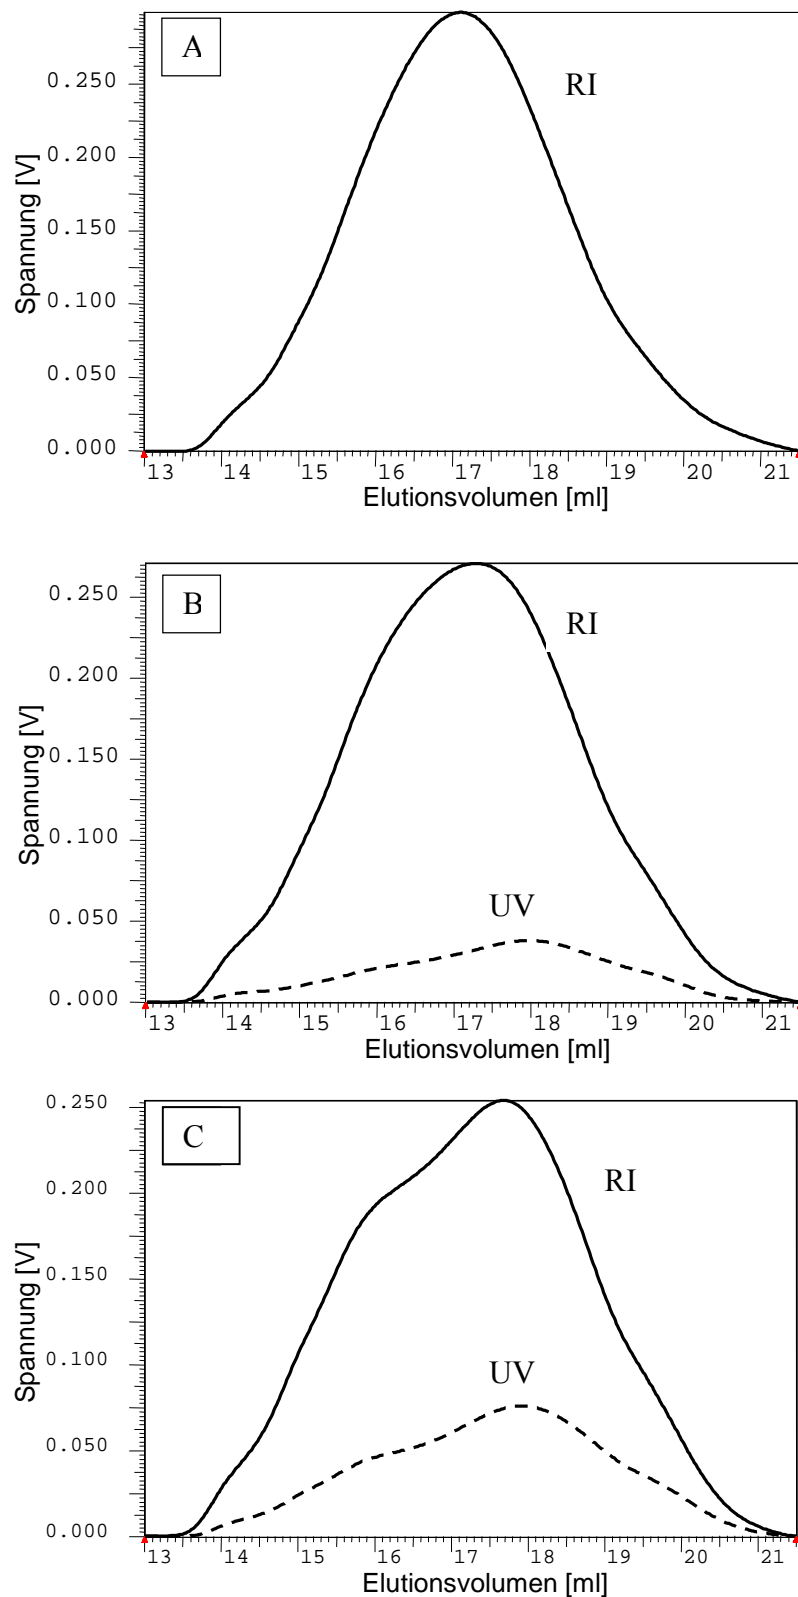 A
RI
0.250
0.200
0.150
0.100
0.050
0.000
Spannung [V]
13 14 15 16 17 18 19 20 21
Elutionsvolumen [ml]
B
RI
UV
0.250
0.200
0.150
0.100
0.050
0.000
Spannung [V]
13 14 15 16 17 18 19 20 21
Elutionsvolumen [ml]
C
RI
UV
0.250
0.200
0.150
0.100
0.050
0.000
Spannung [V]
13 14 15 16 17 18 19 20 21
Elutionsvolumen [ml]